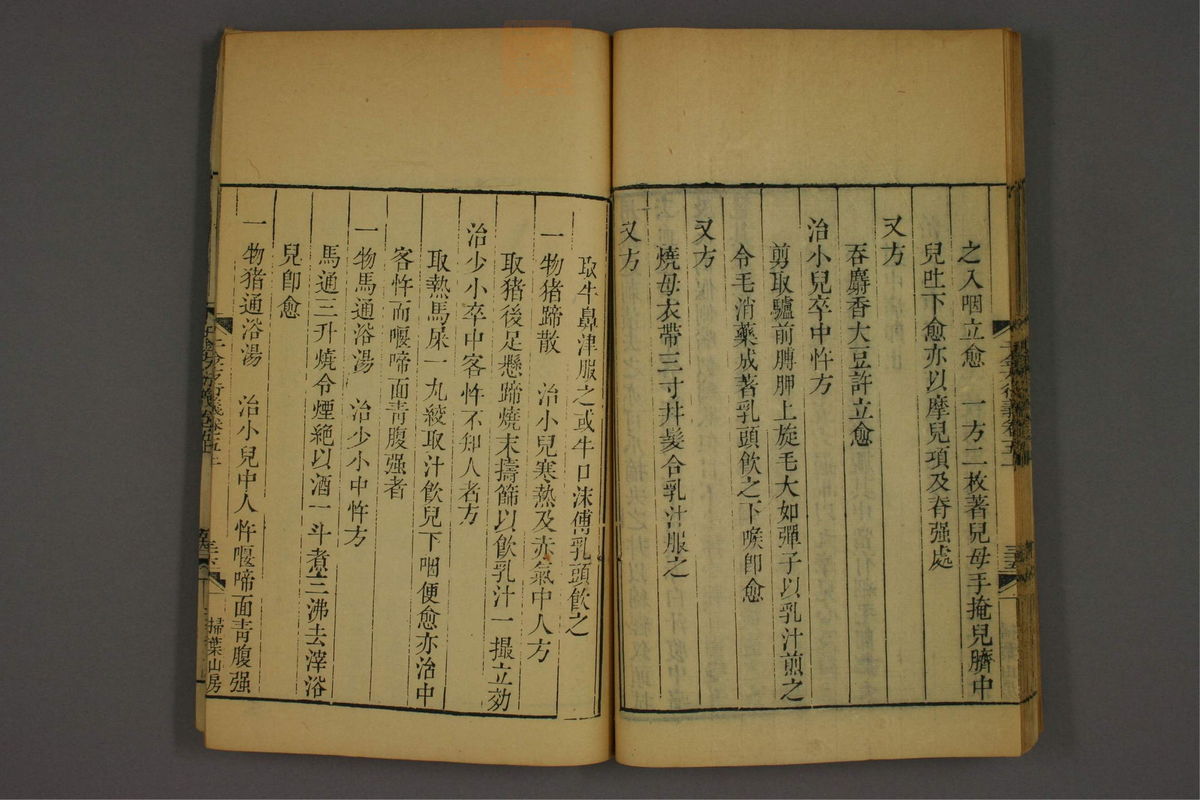 之入咽立愈　一方二枚著兒母手掩兒臍中
兒吐下愈亦以摩兒項及脊强處
又方
吞麝香大豆許立愈
治小兒卒中忤方
剪取驢前膊胛上旋毛大如彈子以乳汁煎之
令毛消藥成著乳頭飮之下喉卽愈
又方
燒母衣帶三寸幷髮合乳汁服之
又方
取牛鼻津服之或牛口沫傅乳頭飮之
一物猪蹄散　治小兒寒熱及赤氣中人方
取猪後足懸蹄燒末擣篩以飮乳汁一撮立効
治少小卒中客忤不知人者方
取熱馬屎一丸絞取汁飮兒下咽便愈亦治中
客忤而㗃啼面靑腹强者
一物馬通浴湯　治少小中忤方
馬通三升燒令煙絕以酒一斗煮三沸去滓浴
兒卽愈
一物猪通浴湯　治小兒中人忤㗃啼面靑腹强
掃葉山房